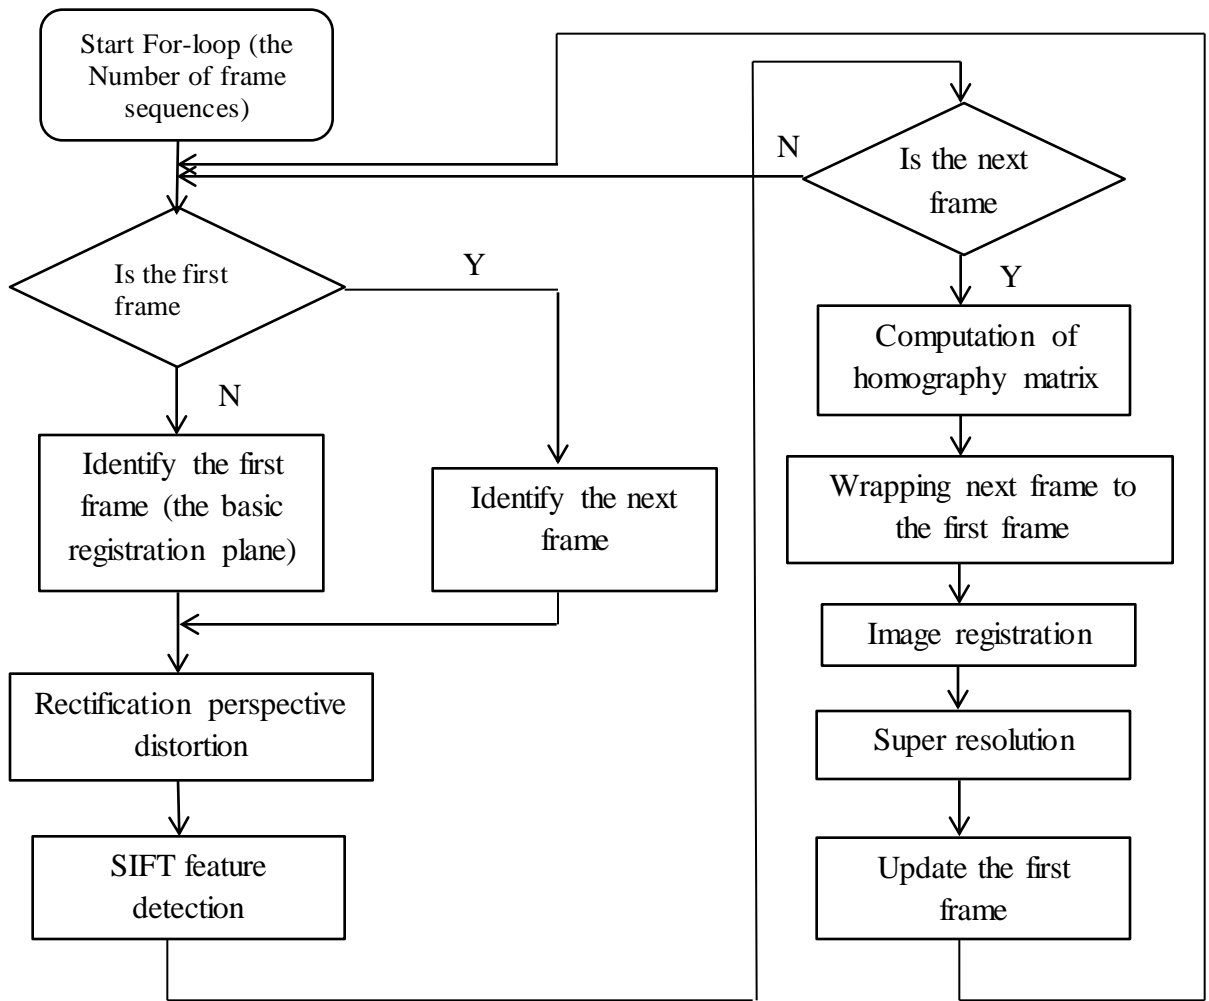 Start For-loop (the
Number of frame
sequences)
Is the first
frame
Y
N
Identify the first
frame (the basic
registration plane)
Identify the next
frame
Rectification perspective
distortion
SIFT feature
detection
Is the next
frame
N
Y
Computation of
homography matrix
Wrapping next frame to
the first frame
Image registration
Super resolution
Update the first
frame